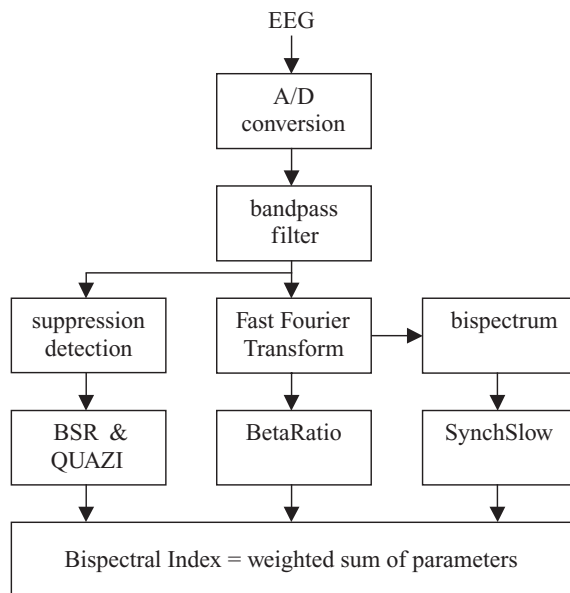 EEG
A/D
conversion
bandpass
filter
suppression
detection
Fast Fourier
Transform
bispectrum
BSR &
QUAZI
BetaRatio
SynchSlow
Bispectral Index = weighted sum of parameters